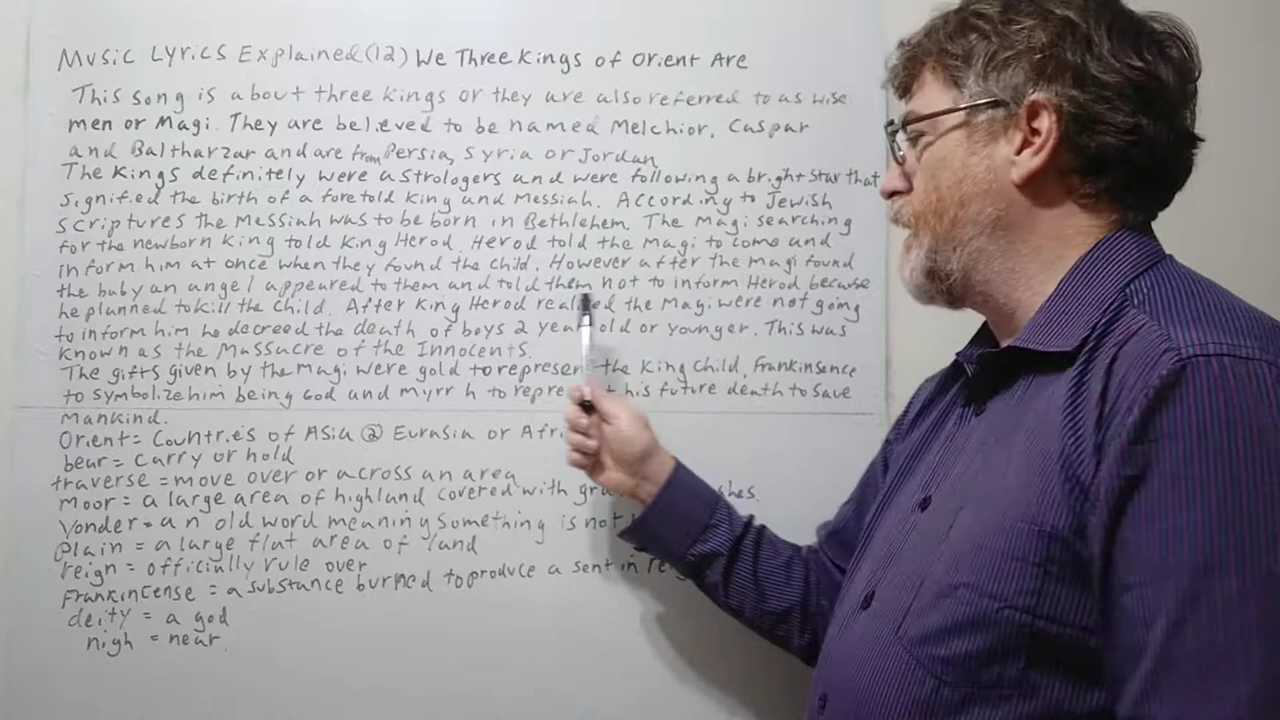 Music Lyrics Explained (12) We Three Kings of Orient Are
This song is about three kings or they are also referred to as wise
men or Magi. They are believed to be named Melchior, Caspar
and Baltharzar and are from Persia, Syria or Jordan
The Kings definitely were astrologers and were following a bright star that
signified the birth of a foretold King and Messiah. According to Jewish
Scriptures the Messiah was to be born in Bethlehem. The Magi searching
for the newborn King told King Herod. Herod told the Magi to come and
inform him at once when they found the child. However after the Magi found
the baby an angel appeared to them and told them not to inform Herod because
he planned to kill the child. After King Herod realised the Magi were not going
to inform him he decreed the death of boys 2 year old or younger. This was
Known as the Massacre of the Innocents.
The gifts given by the Magi were gold to represent the King Child, Frankinsence
to symbolize him being God and myrrh to represent his future death to save
Mankind.
Orient = Countries of Asia @ Eurasia or Afri
bear = carry or hold
traverse = move over or across an area
Moor = a large area of highland covered with
Yonder = an old word meaning something is not
Plain = a large flat area of land
reign = officially rule over
Frankincense = a substance burned to produce a sent in
deity = a god
nigh = near.